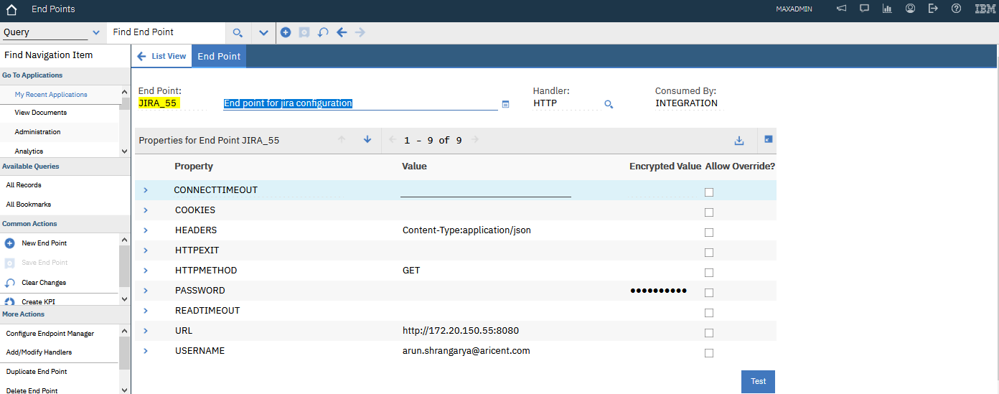 End Points
MAXADMIN
IBM
Query
Find End Point
Find Navigation Item
Go To Applications
My Recent Applications
View Documents
Administration
Analytics
Available Queries
All Records
All Bookmarks
Common Actions
New End Point
Save End Point
Clear Changes
Create KPI
More Actions
Configure Endpoint Manager
Add/Modify Handlers
Duplicate End Point
Delete End Point
List View
End Point
End Point:
JIRA_55
End point for jira configuration
Handler:
HTTP
Consumed By:
INTEGRATION
Properties for End Point JIRA_55
1 - 9 of 9
Property Value Encrypted Value Allow Override?
CONNECTTIMEOUT
COOKIES
HEADERS Content-Type:application/json
HTTPEXIT
HTTPMETHOD GET
PASSWORD ••••••••••
READTIMEOUT
URL http://172.20.150.55:8080
USERNAME arun.shrangarya@aricent.com
Test